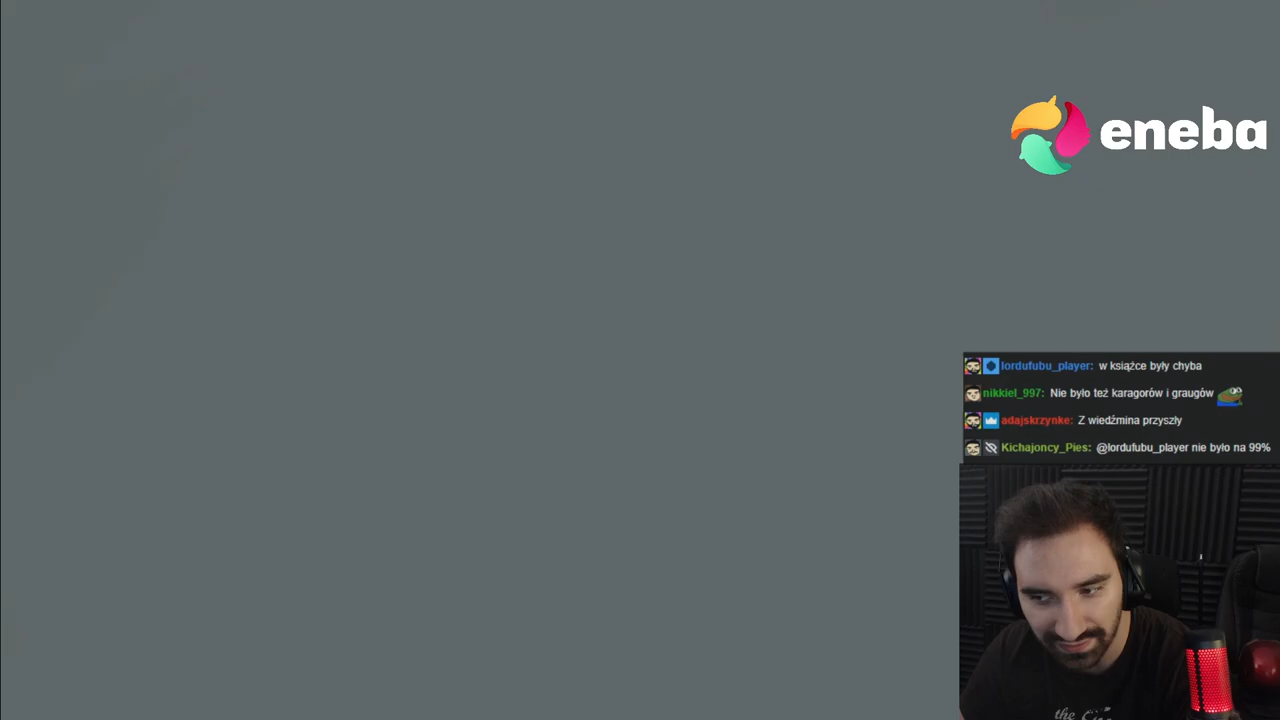 eneba
lordufubu_player: w książce były chyba
nikkiel_997: Nie było też karagorów i graugów
adajskrzynke: Z wiedźmina przyszły
Kichajoncy_Pies: @lordufubu_player nie było na 99%
the